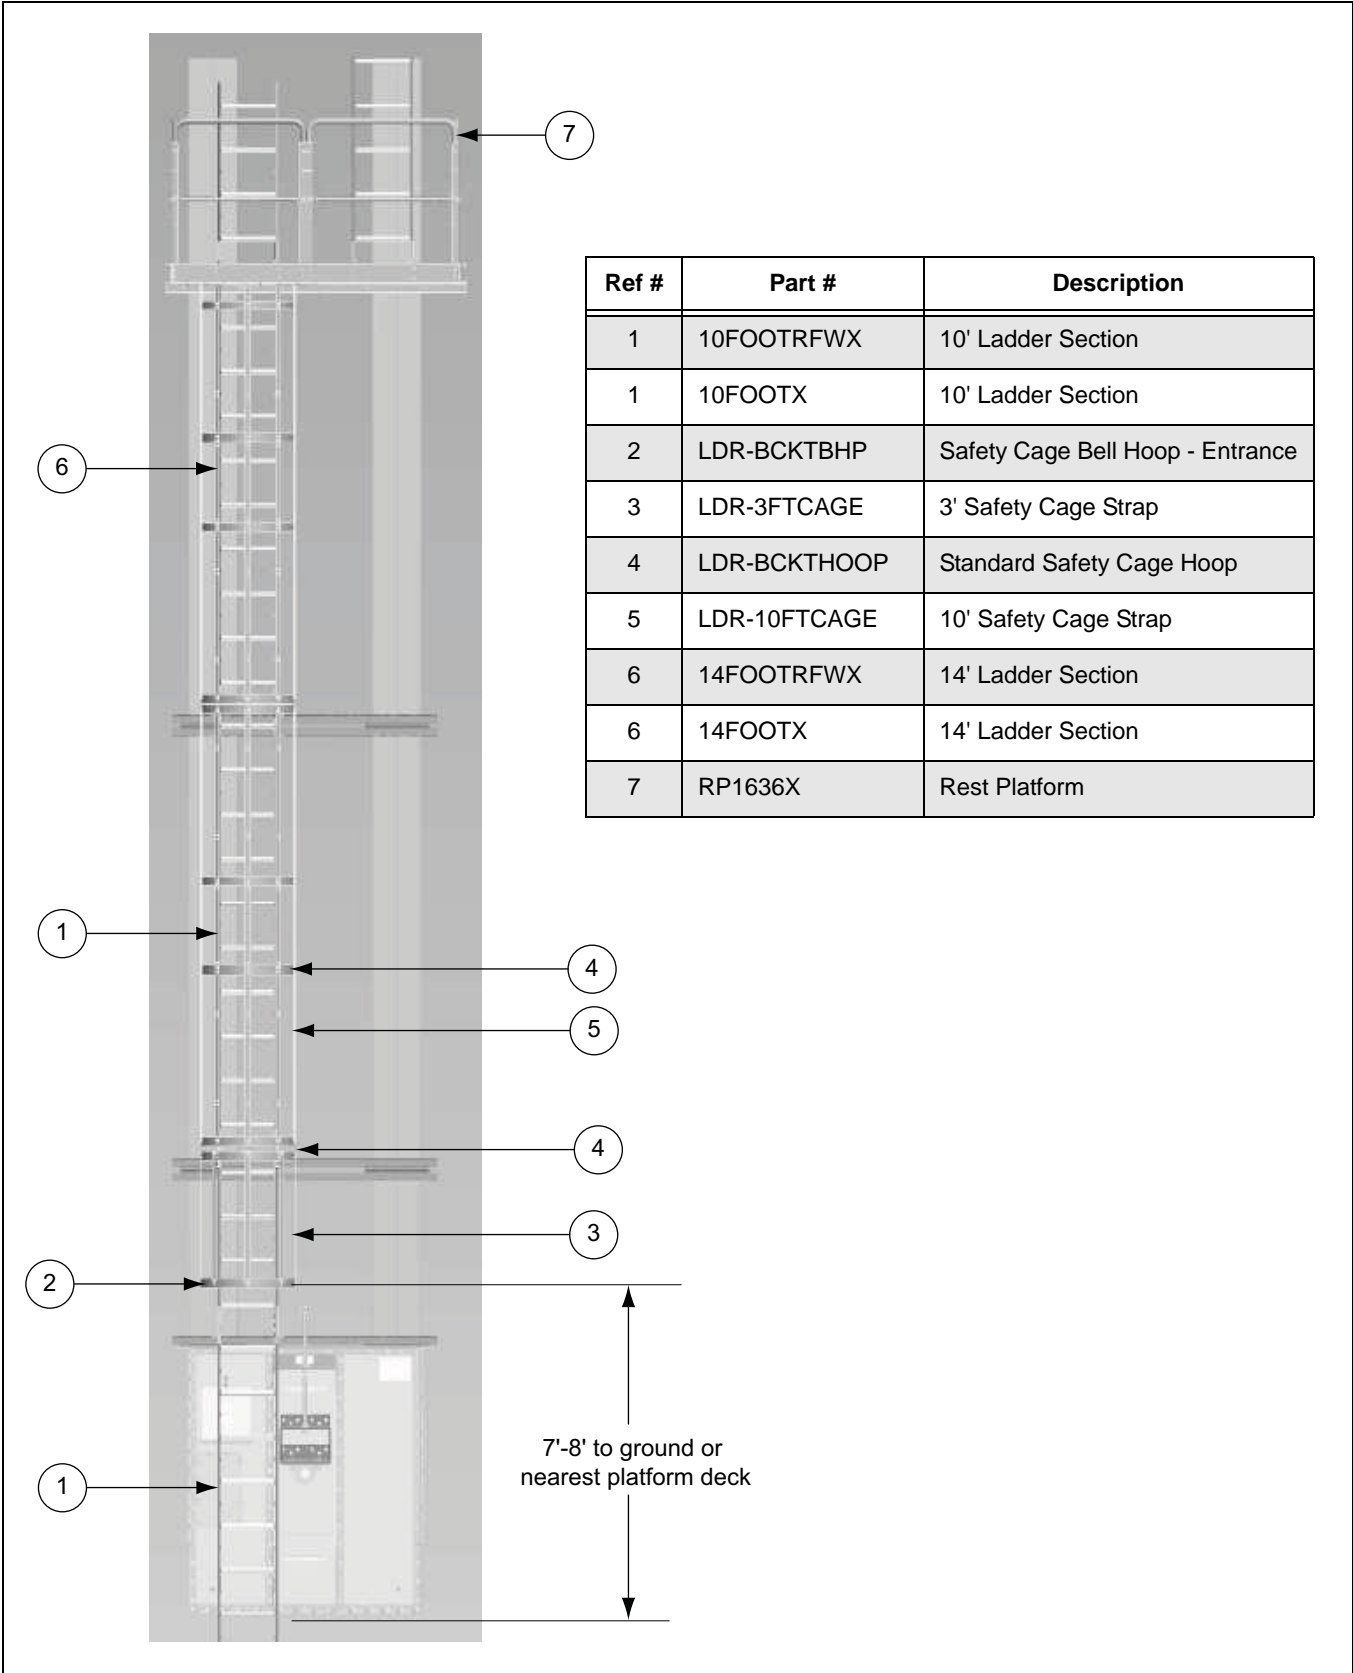 7
Ref # Part # Description
1 10FOOTRFWX 10' Ladder Section
1 10FOOTX 10' Ladder Section
2 LDR-BCKTBHP Safety Cage Bell Hoop - Entrance
3 LDR-3FTCAGE 3' Safety Cage Strap
4 LDR-BCKTHOOP Standard Safety Cage Hoop
5 LDR-10FTCAGE 10' Safety Cage Strap
6 14FOOTRFWX 14' Ladder Section
6 14FOOTX 14' Ladder Section
7 RP1636X Rest Platform
6
1
4
5
4
3
2
7'-8' to ground or
nearest platform deck
1